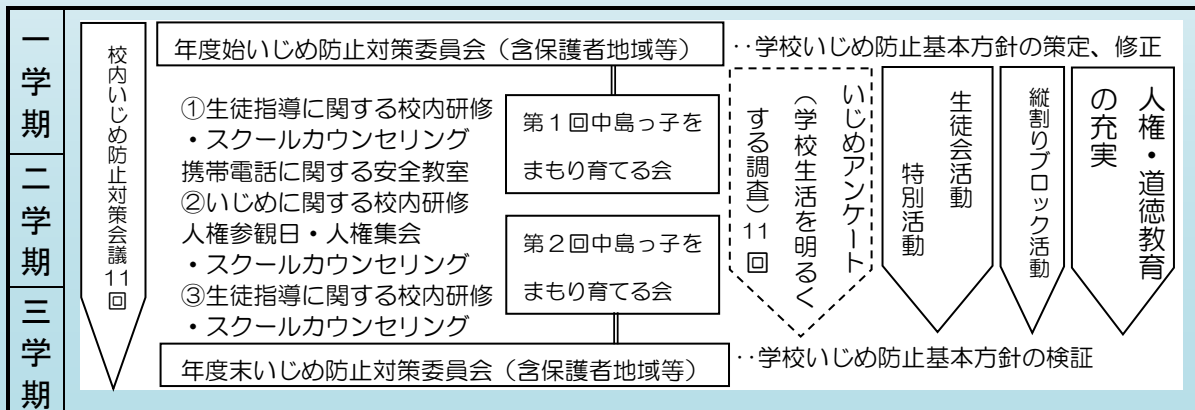 一学期
二学期
三学期
校内いじめ防止対策会議11回
年度始いじめ防止対策委員会（含保護者地域等）
‥学校いじめ防止基本方針の策定、修正
①生徒指導に関する校内研修
・スクールカウンセリング
携帯電話に関する安全教室
②いじめに関する校内研修
人権参観日・人権集会
・スクールカウンセリング
③生徒指導に関する校内研修
・スクールカウンセリング
第１回中島っ子を
まもり育てる会
第２回中島っ子を
まもり育てる会
いじめアンケート
（学校生活を明るく
する調査）11回
生徒会活動
特別活動
縦割りブロック活動
人権・道徳教育
の充実
年度末いじめ防止対策委員会（含保護者地域等）
‥学校いじめ防止基本方針の検証